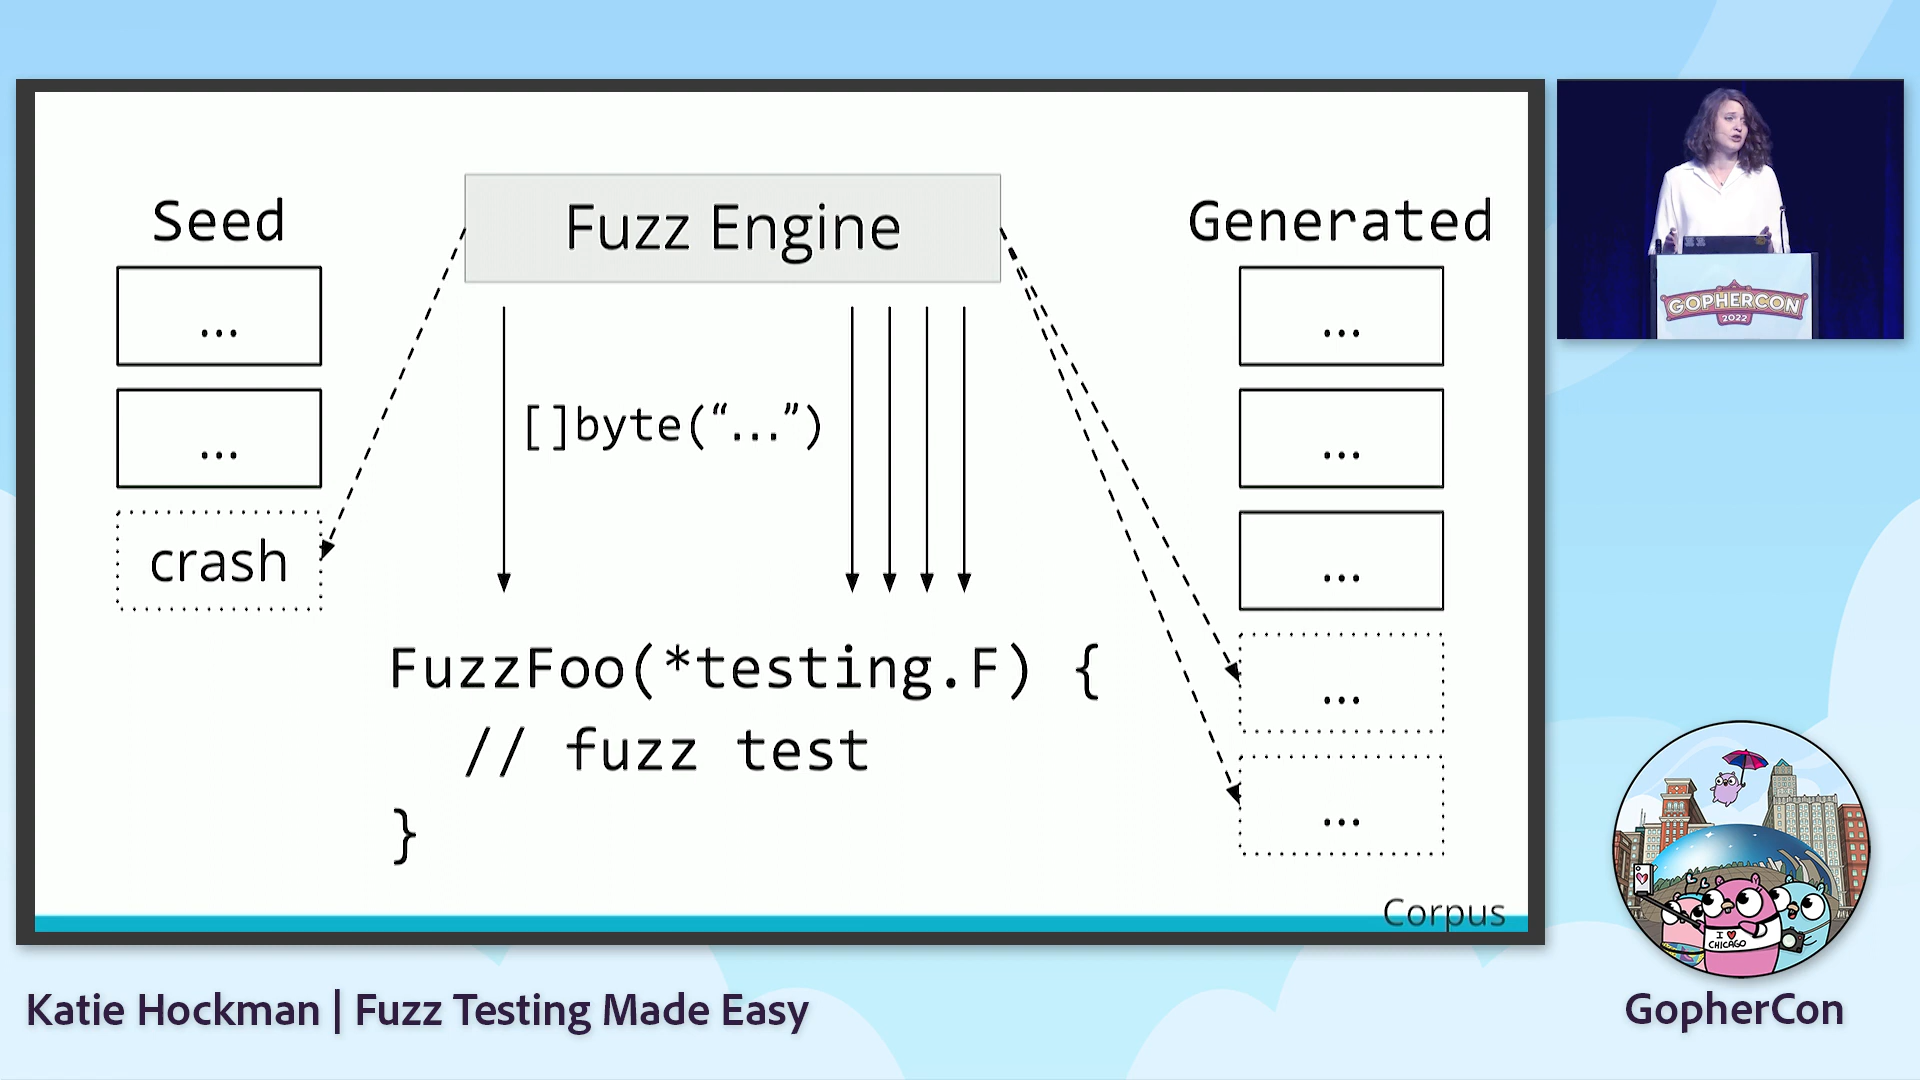 Seed
Fuzz Engine
Generated
...
...
[]byte(“...”)
...
...
crash
...
FuzzFoo(*testing.F) {
...
// fuzz test
...
}
Corpus
GOPHERCON
2022
I ♥
CHICAGO
Katie Hockman | Fuzz Testing Made Easy
GopherCon